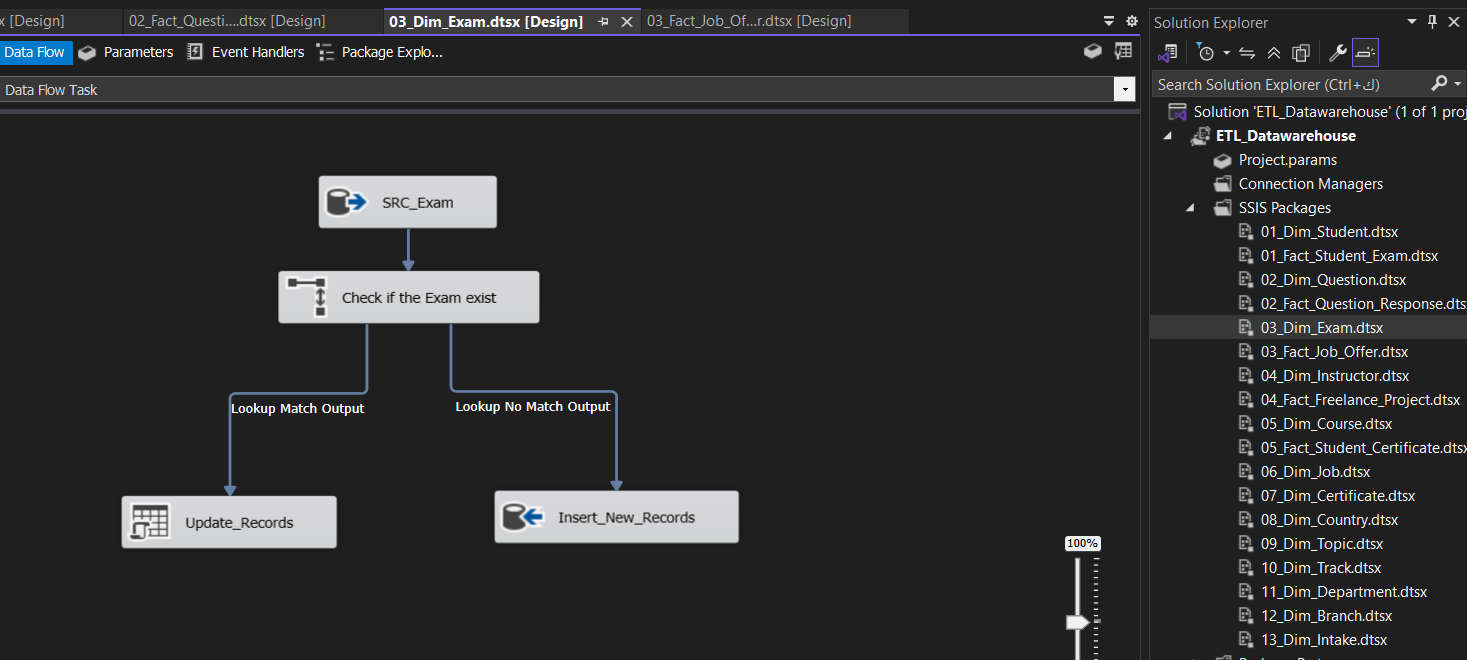 x [Design]
02_Fact_Questi....dtsx [Design]
03_Dim_Exam.dtsx [Design]
03_Fact_Job_Of...r.dtsx [Design]
Data Flow
Parameters
Event Handlers
Package Explo...
Data Flow Task
SRC_Exam
Check if the Exam exist
Lookup Match Output
Lookup No Match Output
Update_Records
Insert_New_Records
100%
Solution Explorer
Search Solution Explorer (Ctrl+ك)
Solution 'ETL_Datawarehouse' (1 of 1 proj
ETL_Datawarehouse
Project.params
Connection Managers
SSIS Packages
01_Dim_Student.dtsx
01_Fact_Student_Exam.dtsx
02_Dim_Question.dtsx
02_Fact_Question_Response.dts
03_Dim_Exam.dtsx
03_Fact_Job_Offer.dtsx
04_Dim_Instructor.dtsx
04_Fact_Freelance_Project.dtsx
05_Dim_Course.dtsx
05_Fact_Student_Certificate.dtsx
06_Dim_Job.dtsx
07_Dim_Certificate.dtsx
08_Dim_Country.dtsx
09_Dim_Topic.dtsx
10_Dim_Track.dtsx
11_Dim_Department.dtsx
12_Dim_Branch.dtsx
13_Dim_Intake.dtsx